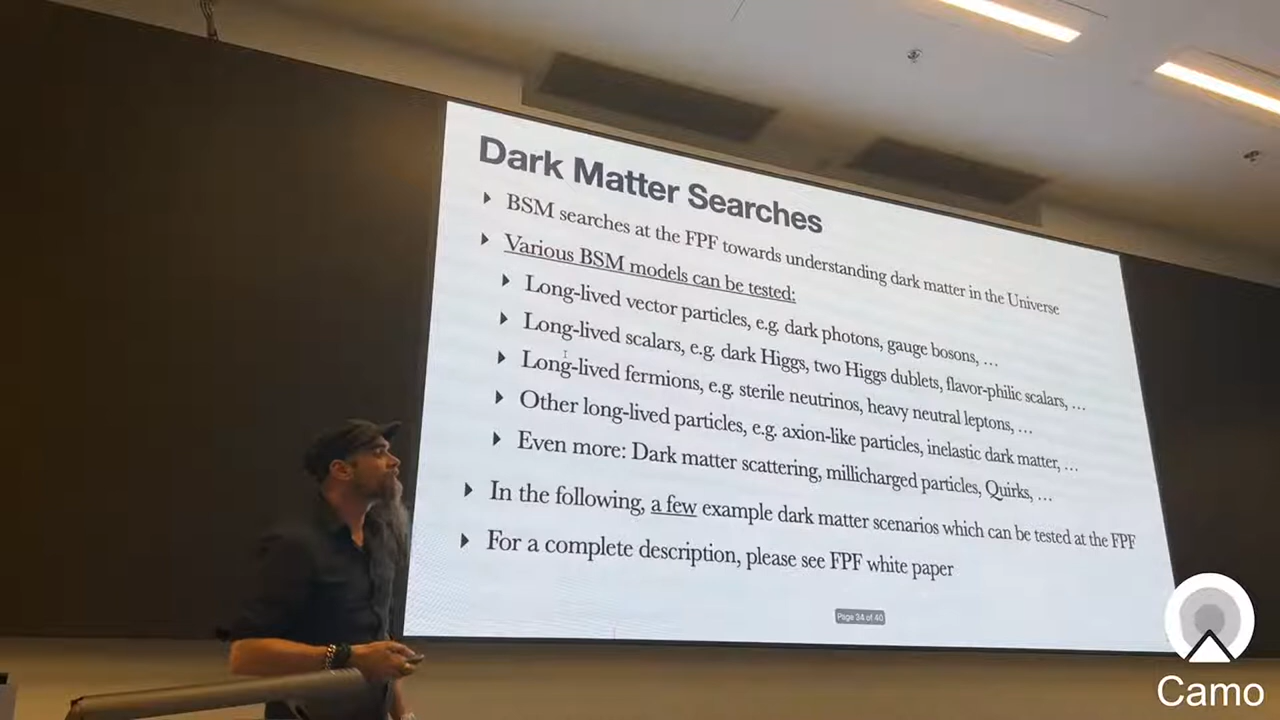 Dark Matter Searches
BSM searches at the FPF towards understanding dark matter in the Universe
Various BSM models can be tested:
Long-lived vector particles, e.g. dark photons, gauge bosons, …
Long-lived scalars, e.g. dark Higgs, two Higgs dublets, flavor-philic scalars, …
Long-lived fermions, e.g. sterile neutrinos, heavy neutral leptons, …
Other long-lived particles, e.g. axion-like particles, inelastic dark matter, …
Even more: Dark matter scattering, millicharged particles, Quirks, …
In the following, a few example dark matter scenarios which can be tested at the FPF
For a complete description, please see FPF white paper
Page 34 of 40
Camo